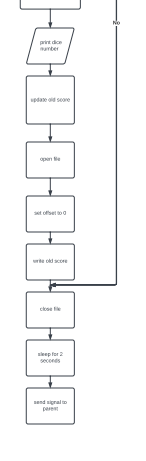 No
print dice
number
update old score
open file
set offset to 0
write old score
close file
sleep for 2
seconds
send signal to
parent